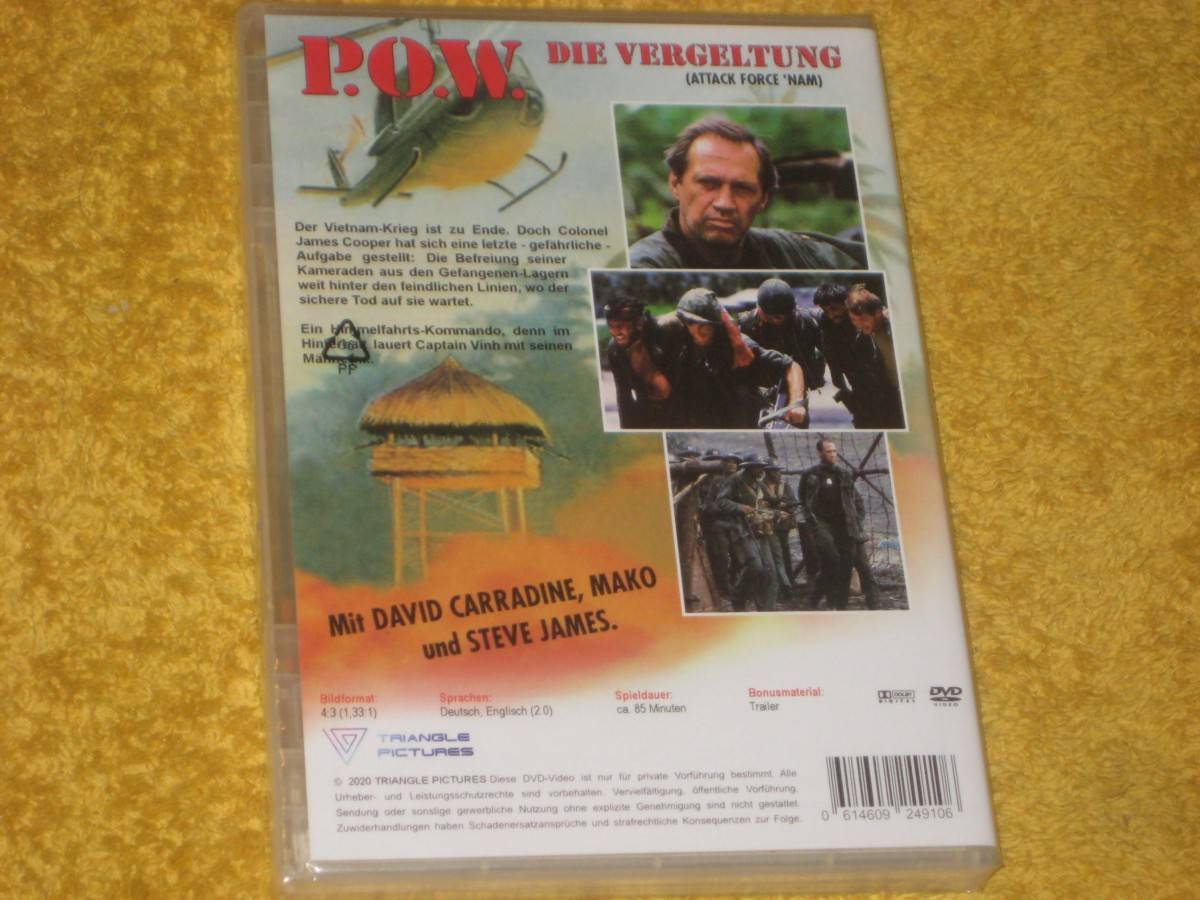 P.O.W. DIE VERGELTUNG
(ATTACK FORCE 'NAM)
Der Vietnam-Krieg ist zu Ende. Doch Colonel
James Cooper hat sich eine letzte - gefährliche -
Aufgabe gestellt: Die Befreiung seiner
Kameraden aus den Gefangenen-Lagern
weit hinter den feindlichen Linien, wo der
sichere Tod auf sie wartet.
Ein Himmelfahrts-Kommando, denn im
lauert Captain Vinh mit seinen
PP
Mit DAVID CARRADINE, MAKO
und STEVE JAMES.
Bildformat: Sprachen: Spieldauer: Bonusmaterial:
4:3 (1,33:1) Deutsch, Englisch (2.0) ca. 85 Minuten Trailer
DOLBY
DIGITAL
DVD
VIDEO
TRIANGLE
PICTURES
© 2020 TRIANGLE PICTURES Diese DVD-Video ist nur für private Vorführung bestimmt. Alle
Urheber- und Leistungsschutzrechte sind vorbehalten. Vervielfältigung, öffentliche Vorführung,
Sendung oder sonstige gewerbliche Nutzung ohne explizite Genehmigung sind nicht gestattet.
Zuwiderhandlungen haben Schadenersatzansprüche und strafrechtliche Konsequenzen zur Folge.
0 614609 249106